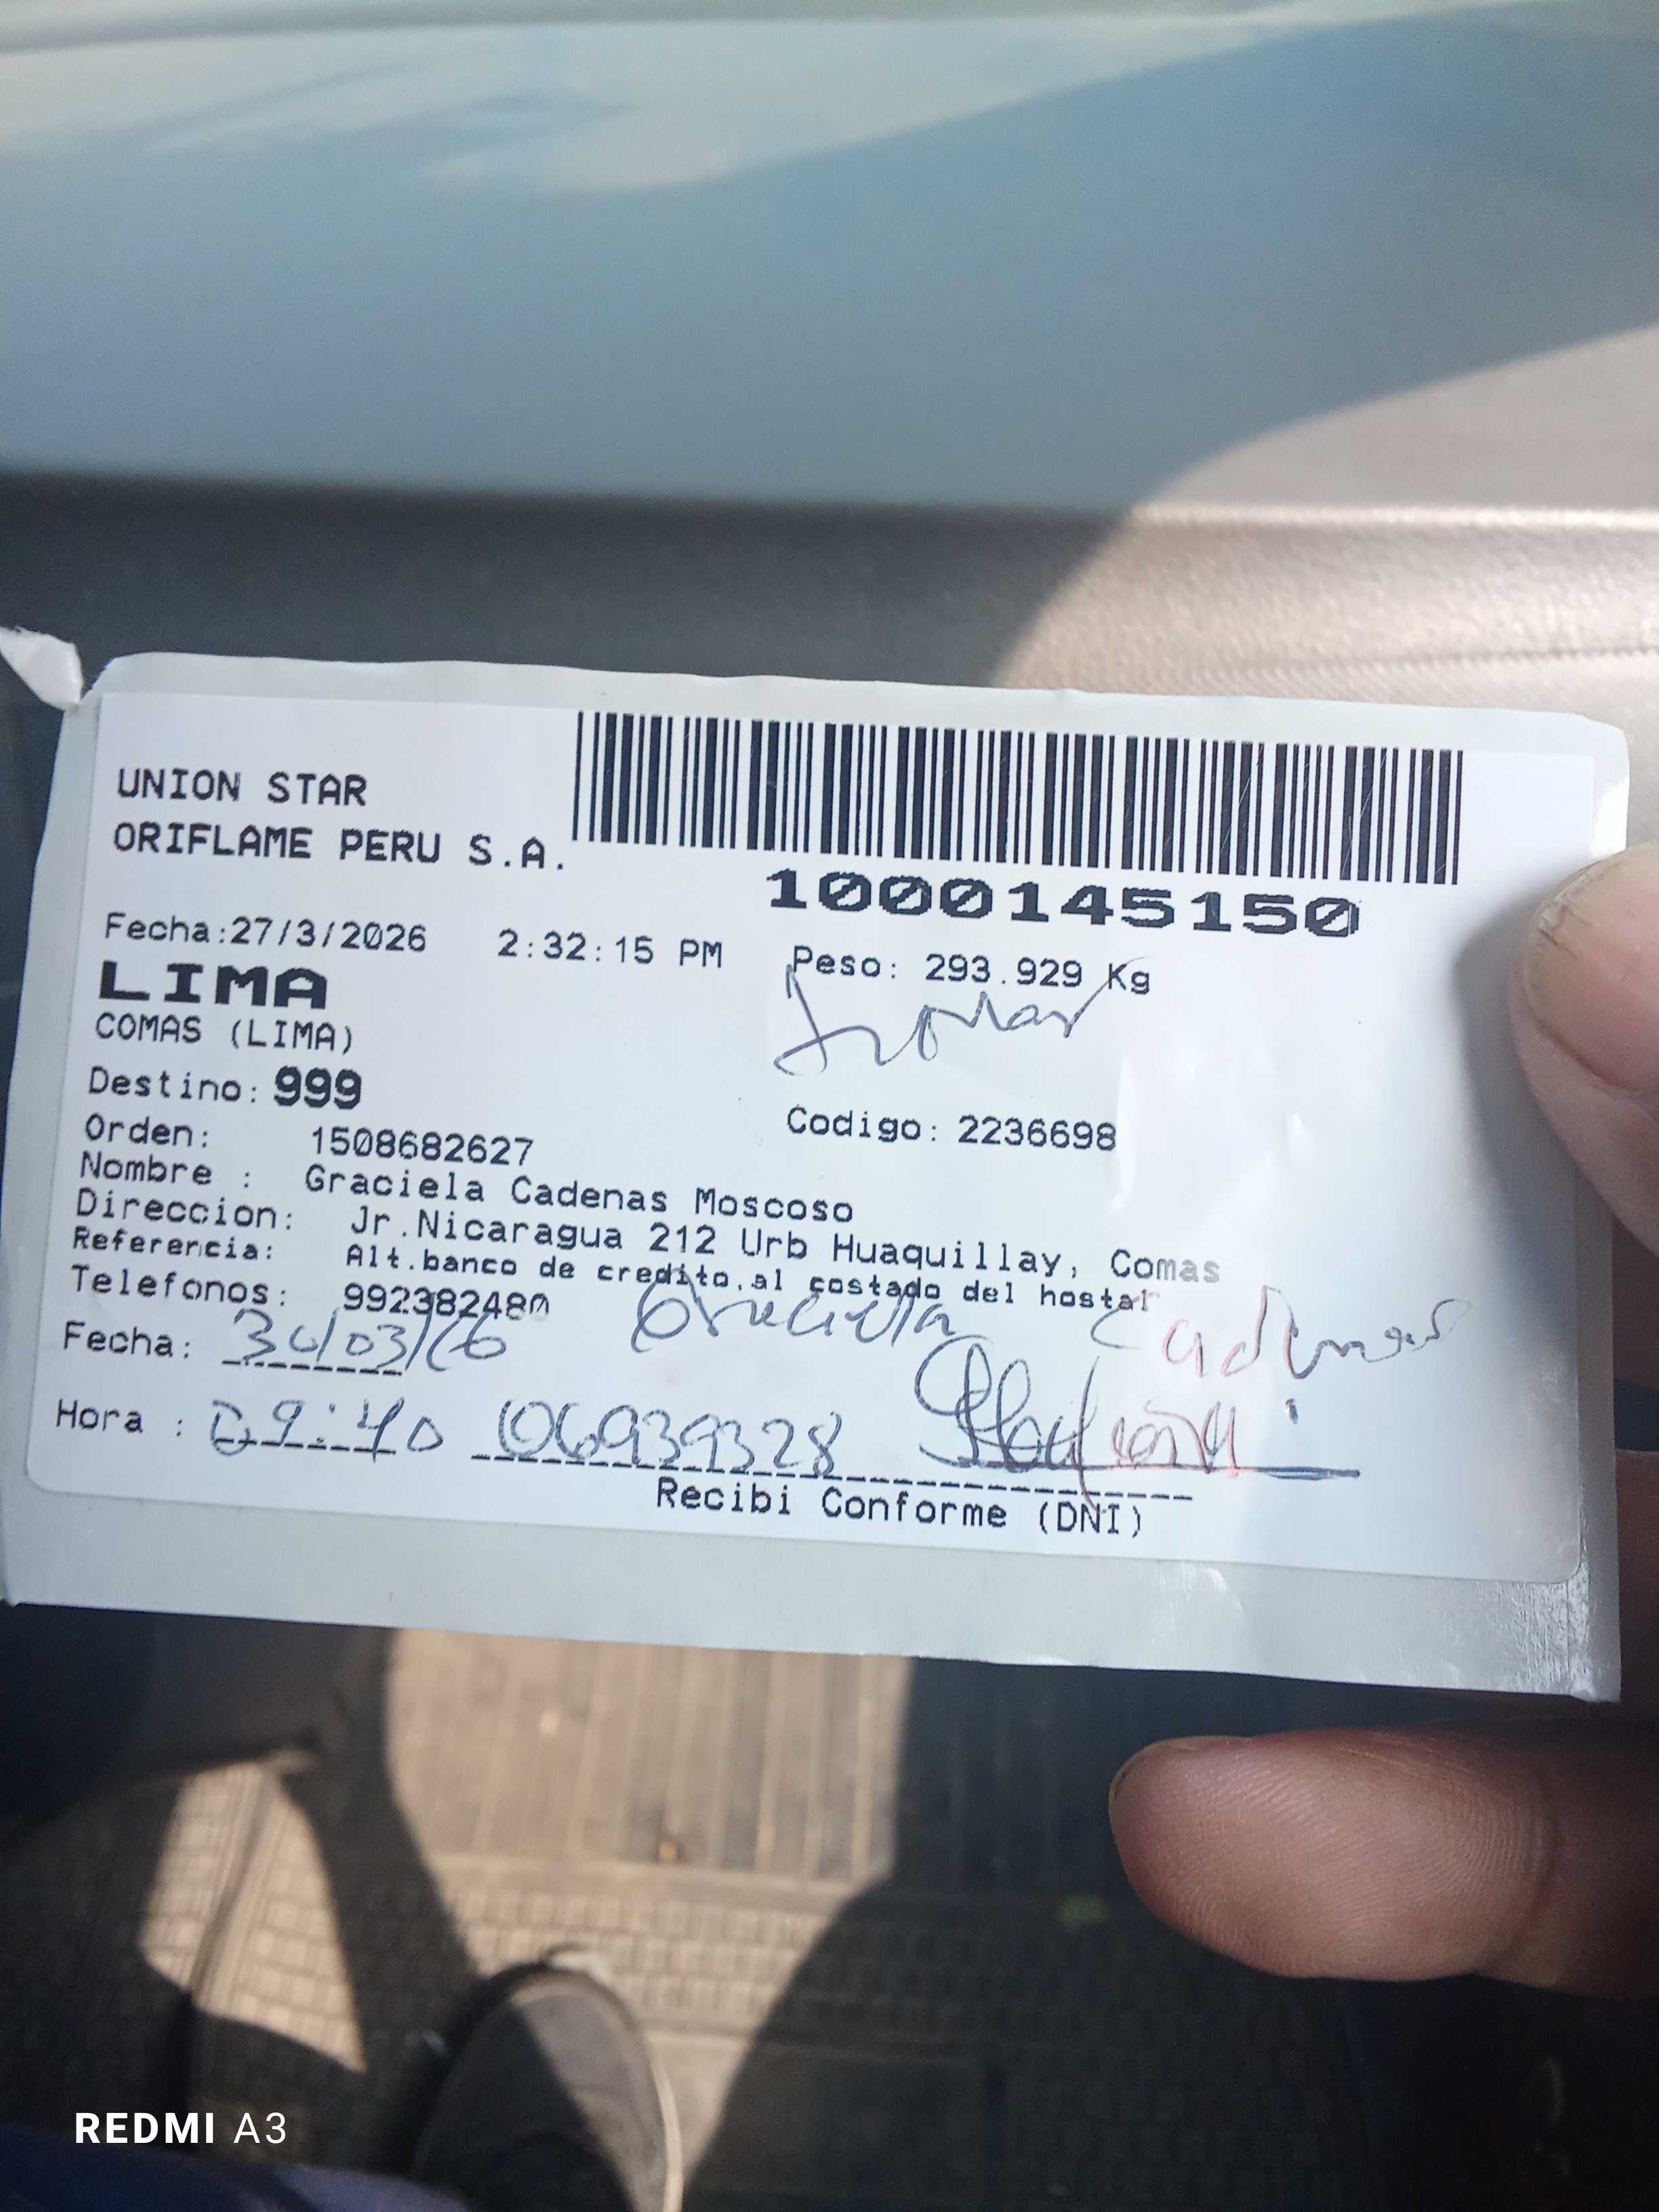 UNION STAR
ORIFLAME PERU S.A.
1000145150
Fecha:27/3/2026 2:32:15 PM Peso: 293.929 Kg
LIMA
COMAS (LIMA)
Destino: 999
Codigo: 2236698
Orden: 1508682627
Nombre : Graciela Cadenas Moscoso
Direccion: Jr.Nicaragua 212 Urb Huaquillay, Comas
Referencia: Alt.banco de credito,al costado del hostal
Telefonos: 992382480
Graciela Cadenas
Fecha: 30/03/26
Hora : 09:40 06939328
Recibi Conforme (DNI)
REDMI A3